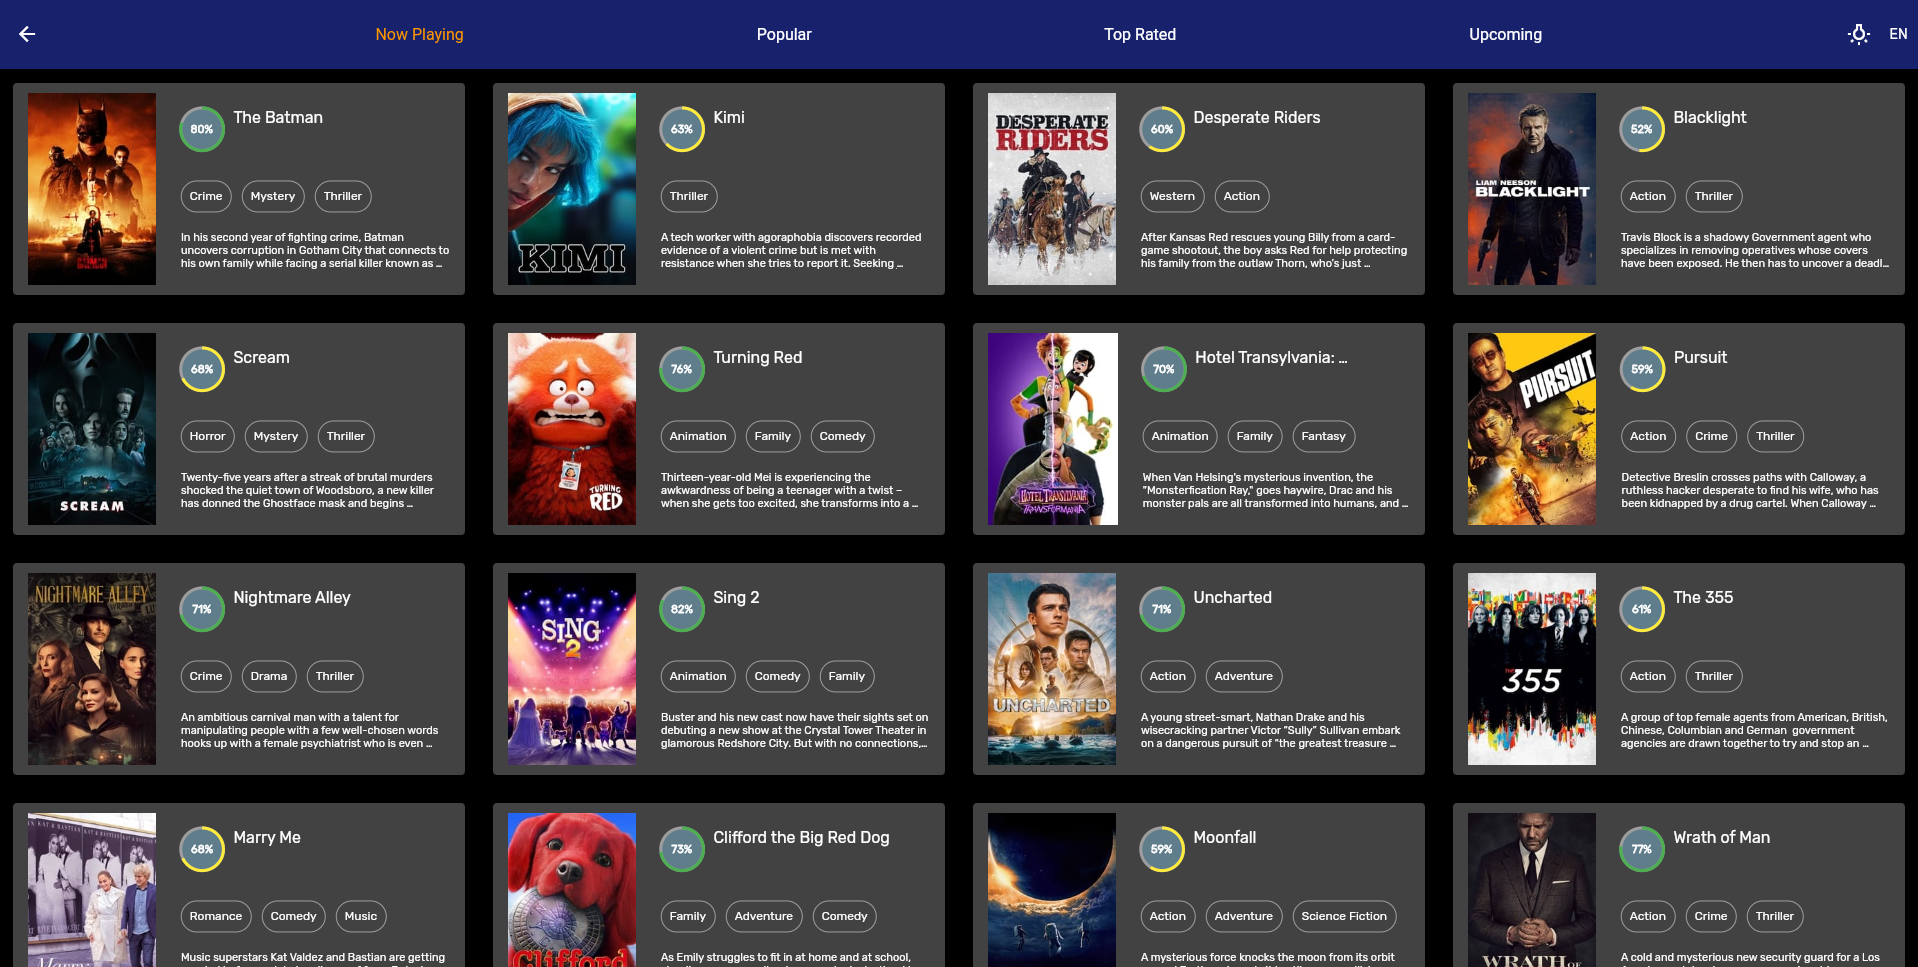 Now Playing
Popular
Top Rated
Upcoming
EN
80%
The Batman
Crime
Mystery
Thriller
In his second year of fighting crime, Batman
uncovers corruption in Gotham City that connects to
his own family while facing a serial killer known as ...
KIMI
63%
Kimi
Thriller
A tech worker with agoraphobia discovers recorded
evidence of a violent crime but is met with
resistance when she tries to report it. Seeking ...
DESPERATE
RIDERS
60%
Desperate Riders
Western
Action
After Kansas Red rescues young Billy from a card-
game shootout, the boy asks Red for help protecting
his family from the outlaw Thorn, who's just ...
LIAM NEESON
BLACKLIGHT
52%
Blacklight
Action
Thriller
Travis Block is a shadowy Government agent who
specializes in removing operatives whose covers
have been exposed. He then has to uncover a deadl...
SCREAM
68%
Scream
Horror
Mystery
Thriller
Twenty-five years after a streak of brutal murders
shocked the quiet town of Woodsboro, a new killer
has donned the Ghostface mask and begins ...
TURNING
RED
76%
Turning Red
Animation
Family
Comedy
Thirteen-year-old Mei is experiencing the
awkwardness of being a teenager with a twist –
when she gets too excited, she transforms into a ...
HOTEL TRANSYLVANIA
TRANSFORMANIA
70%
Hotel Transylvania: ...
Animation
Family
Fantasy
When Van Helsing's mysterious invention, the
"Monsterfication Ray," goes haywire, Drac and his
monster pals are all transformed into humans, and ...
PURSUIT
59%
Pursuit
Action
Crime
Thriller
Detective Breslin crosses paths with Calloway, a
ruthless hacker desperate to find his wife, who has
been kidnapped by a drug cartel. When Calloway ...
NIGHTMARE ALLEY
71%
Nightmare Alley
Crime
Drama
Thriller
An ambitious carnival man with a talent for
manipulating people with a few well-chosen words
hooks up with a female psychiatrist who is even ...
SING
2
82%
Sing 2
Animation
Comedy
Family
Buster and his new cast now have their sights set on
debuting a new show at the Crystal Tower Theater in
glamorous Redshore City. But with no connections,...
UNCHARTED
71%
Uncharted
Action
Adventure
A young street-smart, Nathan Drake and his
wisecracking partner Victor “Sully” Sullivan embark
on a dangerous pursuit of “the greatest treasure ...
THE
355
61%
The 355
Action
Thriller
A group of top female agents from American, British,
Chinese, Columbian and German  government
agencies are drawn together to try and stop an ...
Marry
68%
Marry Me
Romance
Comedy
Music
Music superstars Kat Valdez and Bastian are getting
Clifford
73%
Clifford the Big Red Dog
Family
Adventure
Comedy
As Emily struggles to fit in at home and at school,
59%
Moonfall
Action
Adventure
Science Fiction
A mysterious force knocks the moon from its orbit
WRATH OF
77%
Wrath of Man
Action
Crime
Thriller
A cold and mysterious new security guard for a Los